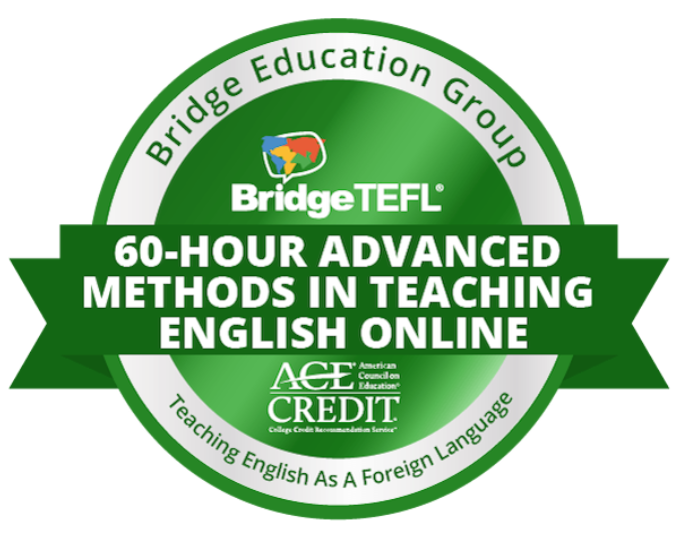 Bridge Education Group
BridgeTEFL®
60-HOUR ADVANCED
METHODS IN TEACHING
ENGLISH ONLINE
ACE® American
Council on
Education®
CREDIT®
College Credit Recommendation Service™
Teaching English As A Foreign Language